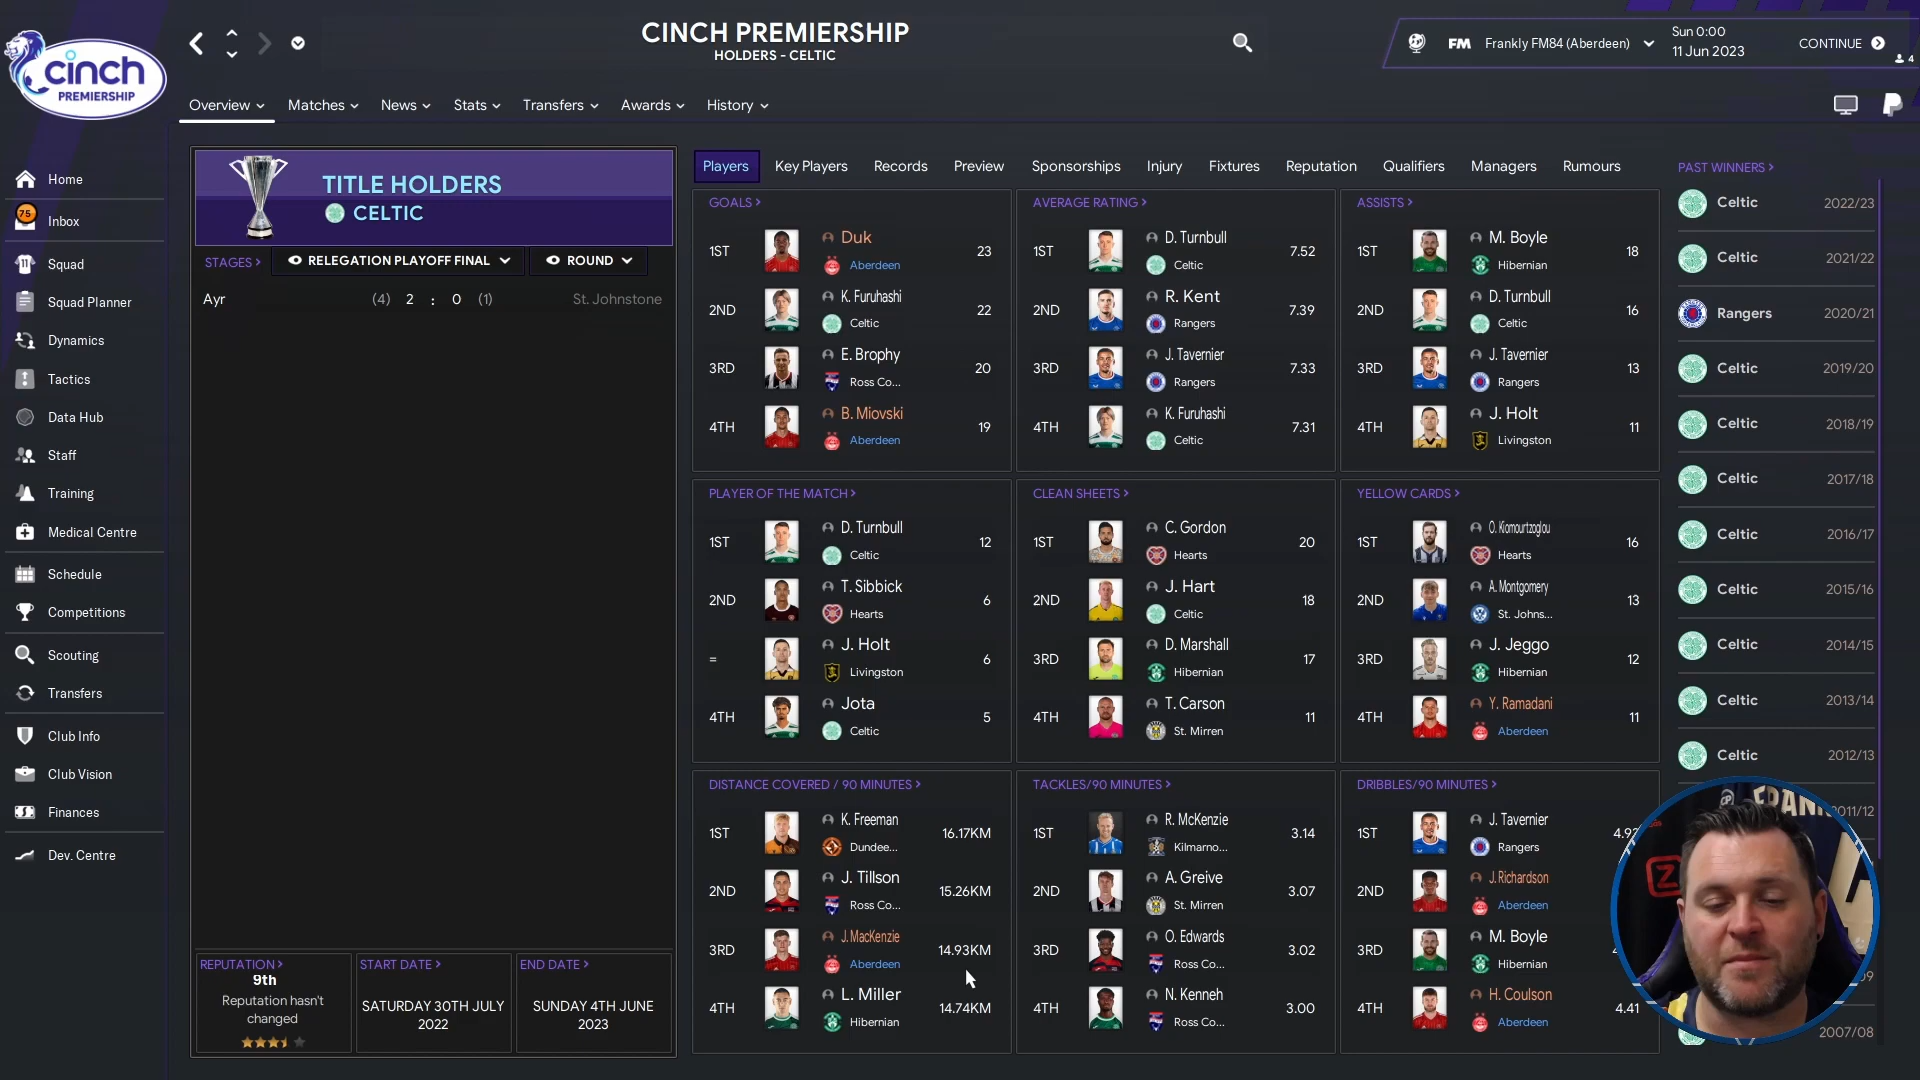 CINCH PREMIERSHIP
HOLDERS - CELTIC
cinch
PREMIERSHIP
FM Frankly FM84 (Aberdeen)
Sun 0:00
11 Jun 2023
CONTINUE
4
Overview Matches News Stats Transfers Awards History
Home
75
Inbox
Squad
Squad Planner
Dynamics
Tactics
Data Hub
Staff
Training
Medical Centre
Schedule
Competitions
Scouting
Transfers
Club Info
Club Vision
Finances
Dev. Centre
TITLE HOLDERS
CELTIC
STAGES > RELEGATION PLAYOFF FINAL ROUND
Ayr (4) 2 : 0 (1) St. Johnstone
REPUTATION >
9th
Reputation hasn't
changed
START DATE >
SATURDAY 30TH JULY
2022
END DATE >
SUNDAY 4TH JUNE
2023
Players Key Players Records Preview Sponsorships Injury Fixtures Reputation Qualifiers Managers Rumours
GOALS >
1ST Duk 23
Aberdeen
2ND K. Furuhashi 22
Celtic
3RD E. Brophy 20
Ross Co...
4TH B. Miovski 19
Aberdeen
AVERAGE RATING >
1ST D. Turnbull 7.52
Celtic
2ND R. Kent 7.39
Rangers
3RD J. Tavernier 7.33
Rangers
4TH K. Furuhashi 7.31
Celtic
ASSISTS >
1ST M. Boyle 18
Hibernian
2ND D. Turnbull 16
Celtic
3RD J. Tavernier 13
Rangers
4TH J. Holt 11
Livingston
PLAYER OF THE MATCH >
1ST D. Turnbull 12
Celtic
2ND T. Sibbick 6
Hearts
= J. Holt 6
Livingston
4TH Jota 5
Celtic
CLEAN SHEETS >
1ST C. Gordon 20
Hearts
2ND J. Hart 18
Celtic
3RD D. Marshall 17
Hibernian
4TH T. Carson 11
St. Mirren
YELLOW CARDS >
1ST O. Kiomourtzoglou 16
Hearts
2ND A. Montgomery 13
St. Johns...
3RD J. Jeggo 12
Hibernian
4TH Y. Ramadani 11
Aberdeen
DISTANCE COVERED / 90 MINUTES >
1ST K. Freeman 16.17KM
Dundee...
2ND J. Tillson 15.26KM
Ross Co...
3RD J. MacKenzie 14.93KM
Aberdeen
4TH L. Miller 14.74KM
Hibernian
TACKLES/90 MINUTES >
1ST R. McKenzie 3.14
Kilmarno...
2ND A. Greive 3.07
St. Mirren
3RD O. Edwards 3.02
Ross Co...
4TH N. Kenneh 3.00
Ross Co...
DRIBBLES/90 MINUTES >
1ST J. Tavernier
Rangers
2ND J. Richardson
Aberdeen
3RD M. Boyle
Hibernian
4TH H. Coulson 4.41
Aberdeen
PAST WINNERS >
Celtic 2022/23
Celtic 2021/22
Rangers 2020/21
Celtic 2019/20
Celtic 2018/19
Celtic 2017/18
Celtic 2016/17
Celtic 2015/16
Celtic 2014/15
Celtic 2013/14
Celtic 2012/13
2007/08